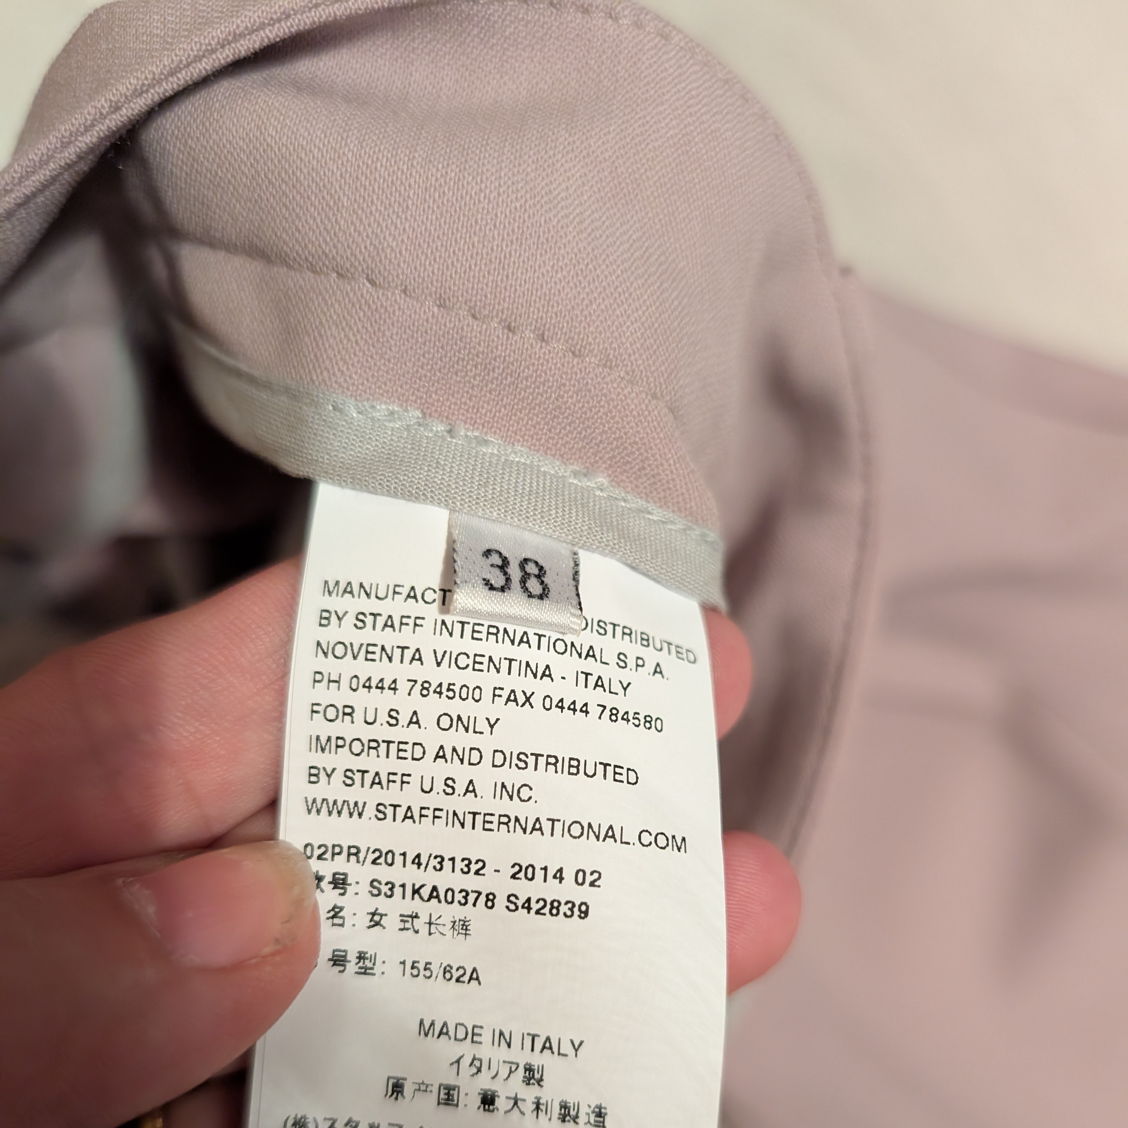 38
MANUFACT DISTRIBUTED
BY STAFF INTERNATIONAL S.P.A.
NOVENTA VICENTINA - ITALY
PH 0444 784500 FAX 0444 784580
FOR U.S.A. ONLY
IMPORTED AND DISTRIBUTED
BY STAFF U.S.A. INC.
WWW.STAFFINTERNATIONAL.COM
02PR/2014/3132 - 2014 02
号: S31KA0378 S42839
名: 女式长裤
号型: 155/62A
MADE IN ITALY
イタリア製
原产国: 意大利製造